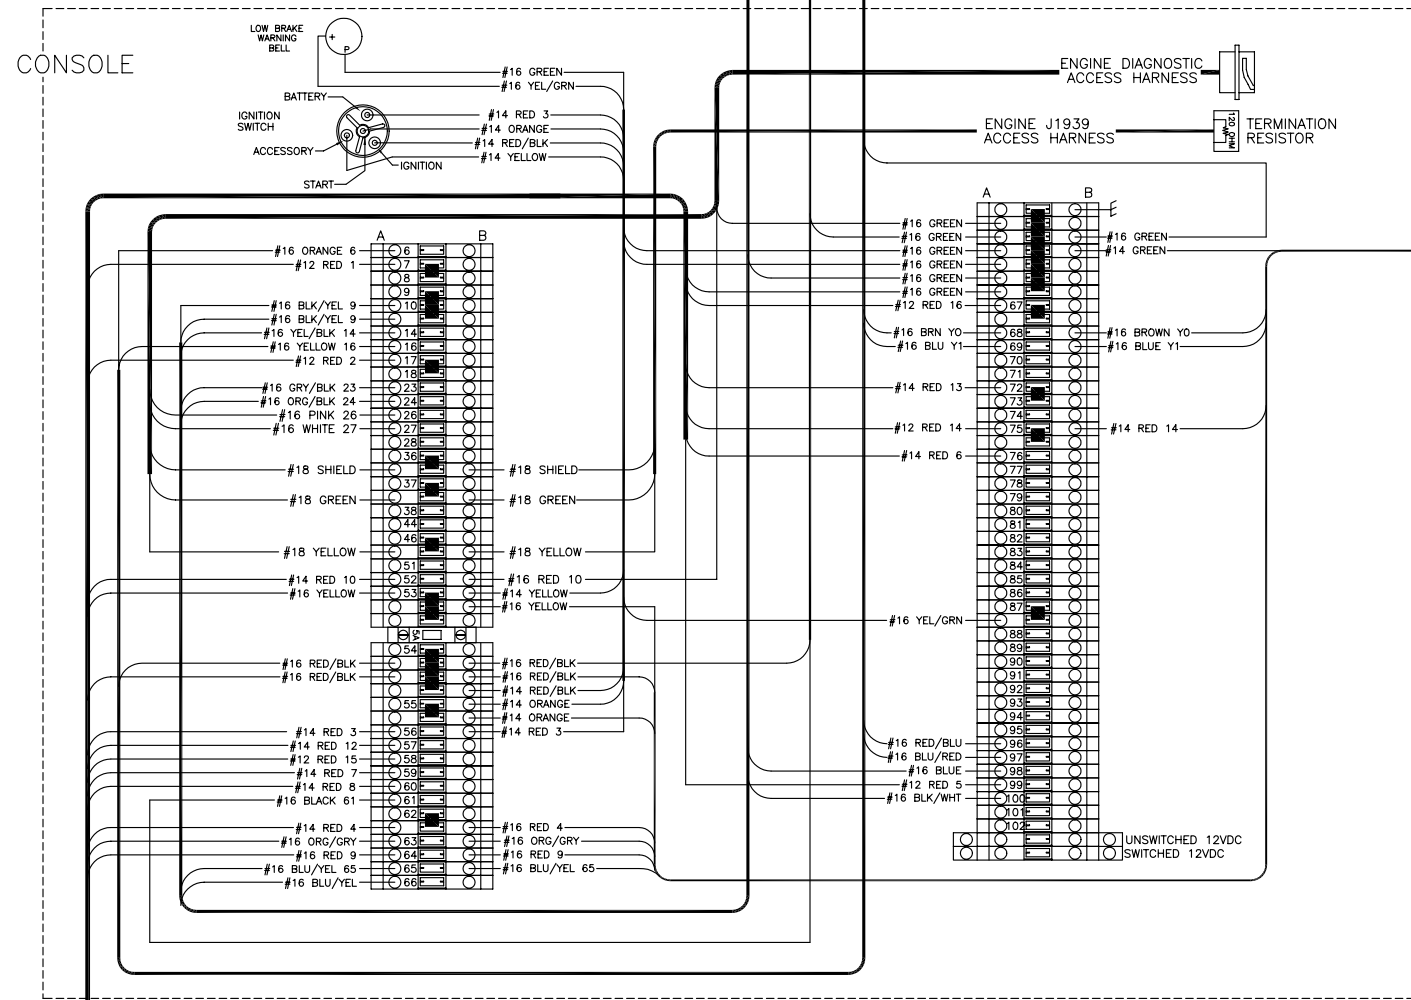 CONSOLE
LOW BRAKE
WARNING
BELL
+
P
#16 GREEN
#16 YEL/GRN
BATTERY
IGNITION
SWITCH
ACCESSORY
START
IGNITION
#14 RED 3
#14 ORANGE
#14 RED/BLK
#14 YELLOW
ENGINE DIAGNOSTIC
ACCESS HARNESS
ENGINE J1939
ACCESS HARNESS
120 OHM
TERMINATION
RESISTOR
A
B
#16 ORANGE 6
6
#12 RED 1
7
8
9
#16 BLK/YEL 9
10
#16 BLK/YEL 9
#16 YEL/BLK 14
14
#16 YELLOW 16
16
#12 RED 2
17
18
#16 GRY/BLK 23
23
#16 ORG/BLK 24
24
#16 PINK 26
26
#16 WHITE 27
27
28
36
#18 SHIELD
#18 SHIELD
37
#18 GREEN
#18 GREEN
38
44
46
#18 YELLOW
#18 YELLOW
51
#14 RED 10
52
#16 RED 10
#16 YELLOW
53
#14 YELLOW
#16 YELLOW
5A
54
#16 RED/BLK
#16 RED/BLK
#16 RED/BLK
#16 RED/BLK
#14 RED/BLK
55
#14 ORANGE
#14 ORANGE
#14 RED 3
56
#14 RED 3
#14 RED 12
57
#12 RED 15
58
#14 RED 7
59
#14 RED 8
60
#16 BLACK 61
61
62
#14 RED 4
#16 RED 4
#16 ORG/GRY
63
#16 ORG/GRY
#16 RED 9
64
#16 RED 9
#16 BLU/YEL 65
65
#16 BLU/YEL 65
#16 BLU/YEL
66
A
B
#16 GREEN
#16 GREEN
#16 GREEN
#16 GREEN
#14 GREEN
#16 GREEN
#16 GREEN
#16 GREEN
#12 RED 16
67
#16 BRN Y0
68
#16 BROWN Y0
#16 BLU Y1
69
#16 BLUE Y1
70
71
#14 RED 13
72
73
74
#12 RED 14
75
#14 RED 14
#14 RED 6
76
77
78
79
80
81
82
83
84
85
86
87
#16 YEL/GRN
88
89
90
91
92
93
94
95
#16 RED/BLU
96
#16 BLU/RED
97
#16 BLUE
98
#12 RED 5
99
#16 BLK/WHT
100
101
102
UNSWITCHED 12VDC
SWITCHED 12VDC